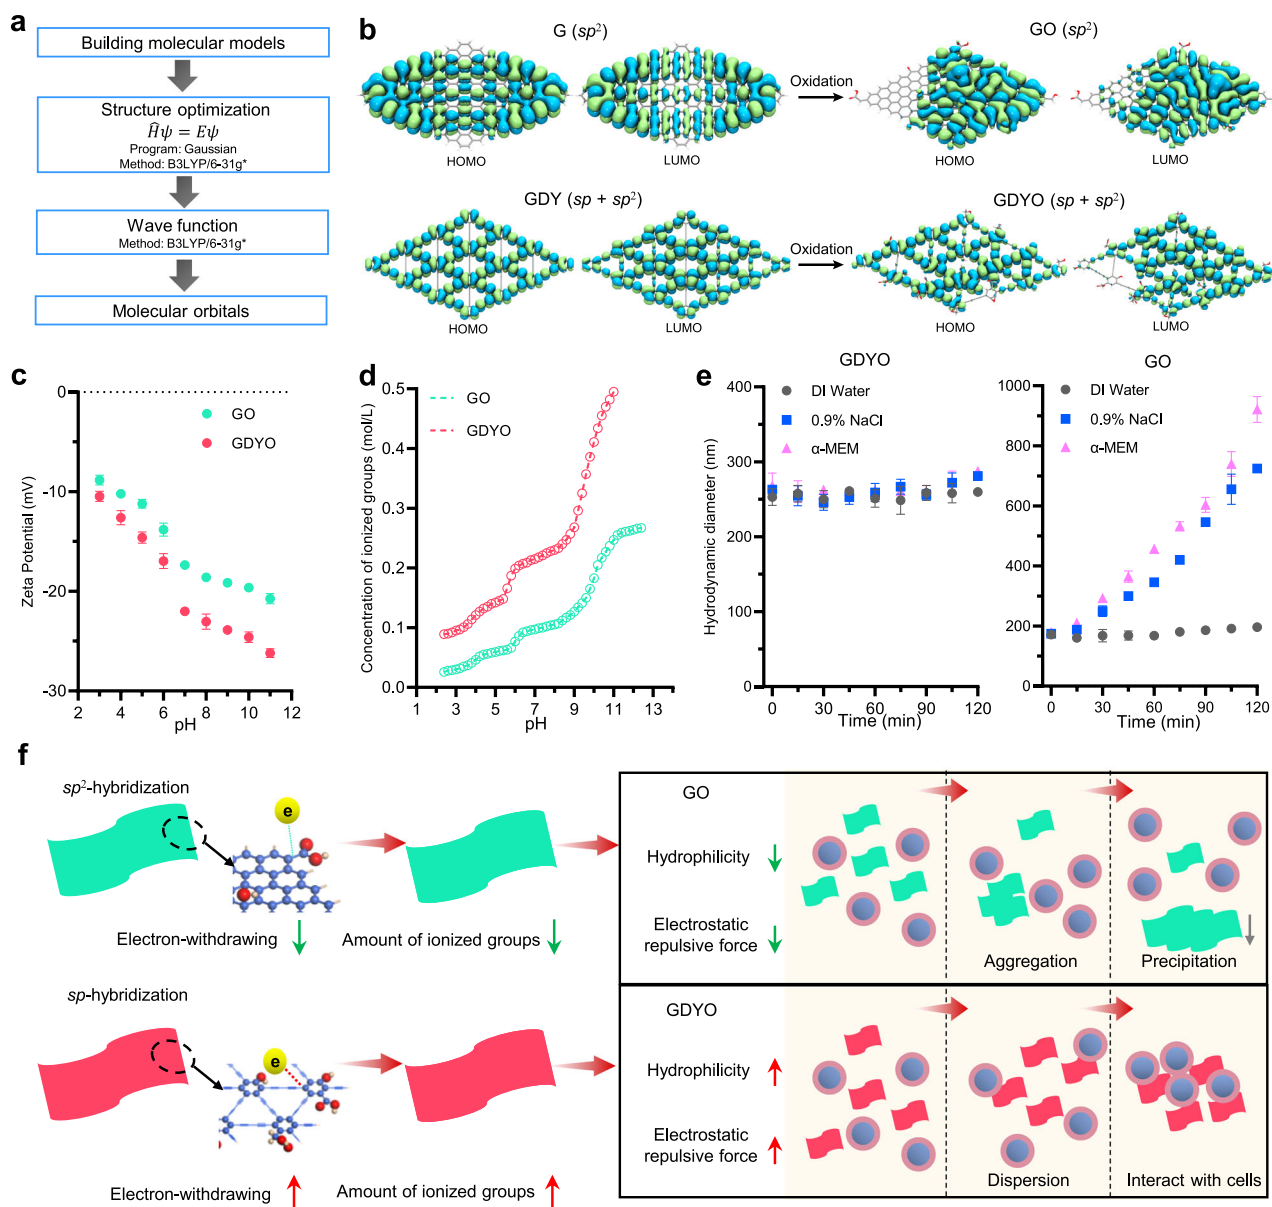 a
Building molecular models
Structure optimization
Ĥψ = Eψ
Program: Gaussian
Method: B3LYP/6-31g*
Wave function
Method: B3LYP/6-31g*
Molecular orbitals
b
G (sp²)
GO (sp²)
Oxidation
HOMO
LUMO
HOMO
LUMO
GDY (sp + sp²)
GDYO (sp + sp²)
Oxidation
HOMO
LUMO
HOMO
LUMO
c
Zeta Potential (mV)
0
-10
-20
-30
GO
GDYO
2 4 6 8 10 12
pH
d
Concentration of ionized groups (mol/L)
0.5
0.4
0.3
0.2
0.1
0.0
GO
GDYO
1 3 5 7 9 11 13
pH
e
GDYO
Hydrodynamic diameter (nm)
400
300
200
100
0
DI Water
0.9% NaCl
α-MEM
0 30 60 90 120
Time (min)
GO
1000
800
600
400
200
0
DI Water
0.9% NaCl
α-MEM
0 30 60 90 120
Time (min)
f
sp²-hybridization
e
Electron-withdrawing
Amount of ionized groups
GO
Hydrophilicity
Electrostatic
repulsive force
Aggregation
Precipitation
sp-hybridization
e
Electron-withdrawing
Amount of ionized groups
GDYO
Hydrophilicity
Electrostatic
repulsive force
Dispersion
Interact with cells